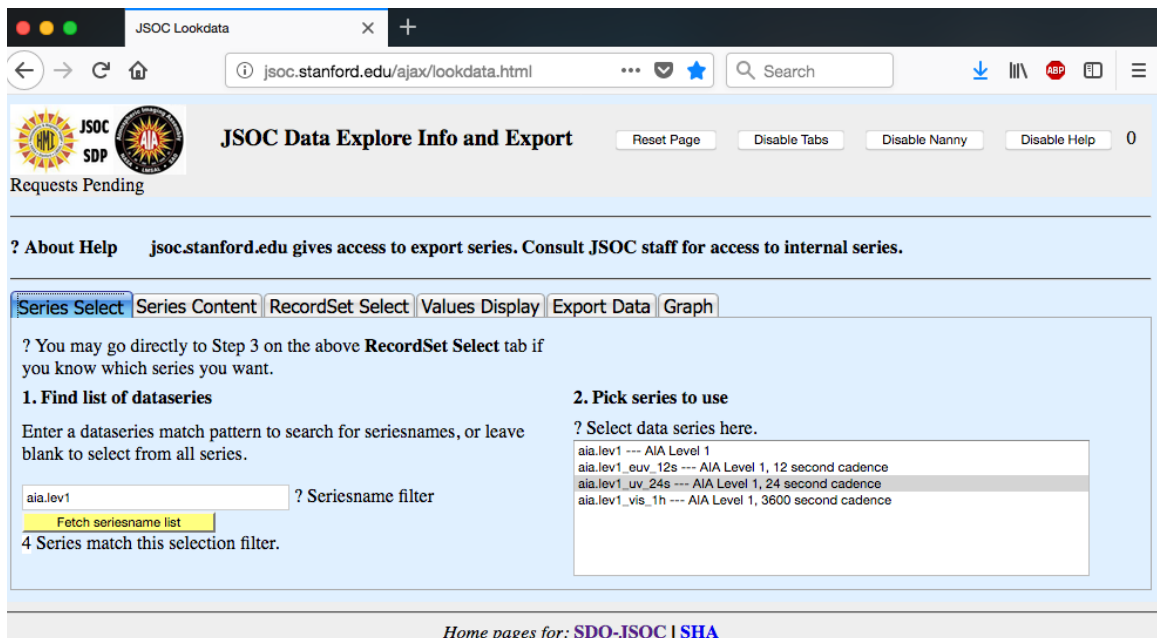 JSOC Lookdata
jsoc.stanford.edu/ajax/lookdata.html
Search
ABP
HMI
JSOC
SDP
AIA
JSOC Data Explore Info and Export
Reset Page
Disable Tabs
Disable Nanny
Disable Help
0
Requests Pending
? About Help jsoc.stanford.edu gives access to export series. Consult JSOC staff for access to internal series.
Series Select Series Content RecordSet Select Values Display Export Data Graph
? You may go directly to Step 3 on the above RecordSet Select tab if
you know which series you want.
1. Find list of dataseries
Enter a dataseries match pattern to search for seriesnames, or leave
blank to select from all series.
aia.lev1
? Seriesname filter
Fetch seriesname list
4 Series match this selection filter.
2. Pick series to use
? Select data series here.
aia.lev1 --- AIA Level 1
aia.lev1_euv_12s --- AIA Level 1, 12 second cadence
aia.lev1_uv_24s --- AIA Level 1, 24 second cadence
aia.lev1_vis_1h --- AIA Level 1, 3600 second cadence
Home pages for: SDO-JSOC | SHA